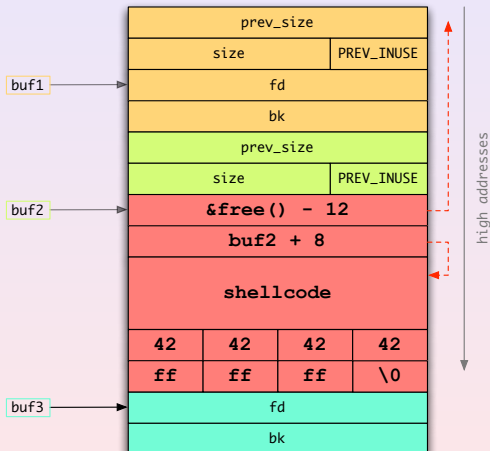 prev_size
size PREV_INUSE
buf1 fd
bk
prev_size
size PREV_INUSE
buf2 &free() - 12
buf2 + 8
shellcode
42 42 42 42
ff ff ff \0
buf3 fd
bk
high addresses